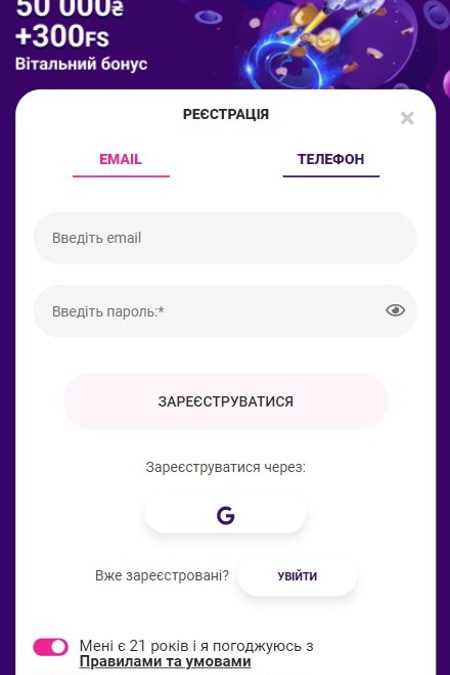 50 000₴
+300FS
Вітальний бонус
РЕЄСТРАЦІЯ
EMAIL
ТЕЛЕФОН
Введіть email
Введіть пароль:*
ЗАРЕЄСТРУВАТИСЯ
Зареєструватися через:
G
Вже зареєстровані? УВІЙТИ
Мені є 21 років і я погоджуюсь з
Правилами та умовами